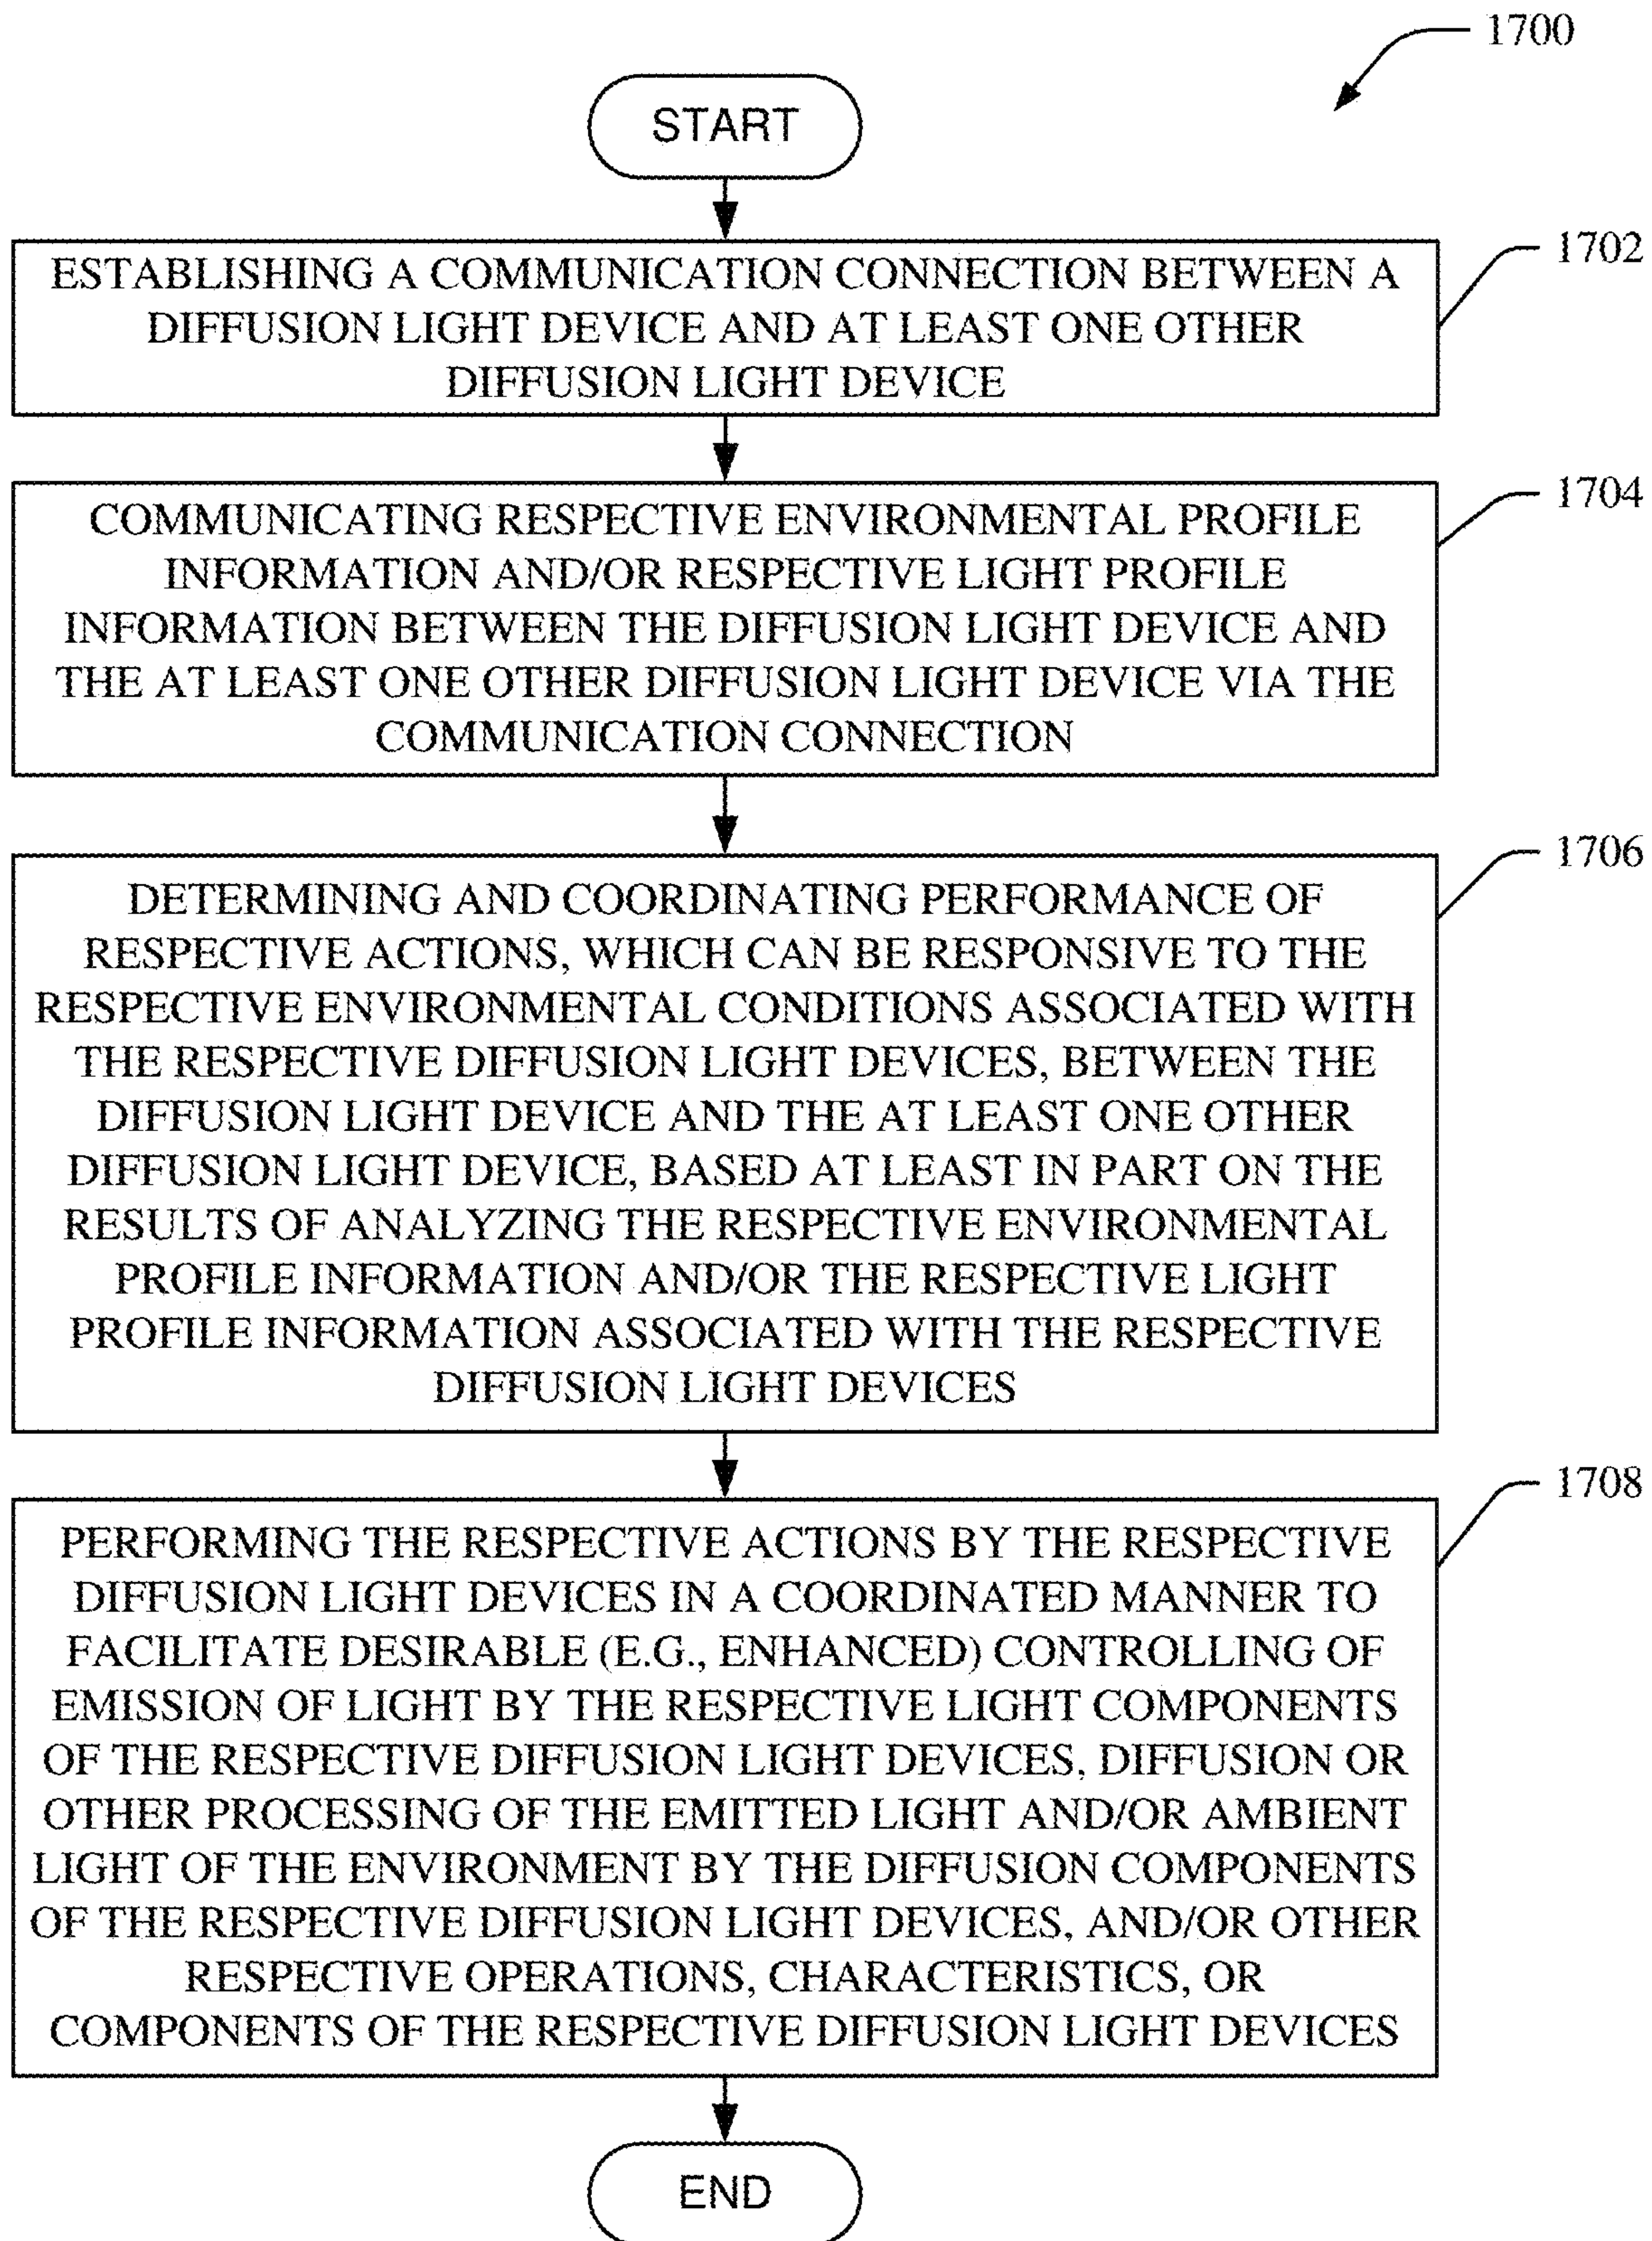 1700
START
1702
ESTABLISHING A COMMUNICATION CONNECTION BETWEEN A
DIFFUSION LIGHT DEVICE AND AT LEAST ONE OTHER
DIFFUSION LIGHT DEVICE
1704
COMMUNICATING RESPECTIVE ENVIRONMENTAL PROFILE
INFORMATION AND/OR RESPECTIVE LIGHT PROFILE
INFORMATION BETWEEN THE DIFFUSION LIGHT DEVICE AND
THE AT LEAST ONE OTHER DIFFUSION LIGHT DEVICE VIA THE
COMMUNICATION CONNECTION
1706
DETERMINING AND COORDINATING PERFORMANCE OF
RESPECTIVE ACTIONS, WHICH CAN BE RESPONSIVE TO THE
RESPECTIVE ENVIRONMENTAL CONDITIONS ASSOCIATED WITH
THE RESPECTIVE DIFFUSION LIGHT DEVICES, BETWEEN THE
DIFFUSION LIGHT DEVICE AND THE AT LEAST ONE OTHER
DIFFUSION LIGHT DEVICE, BASED AT LEAST IN PART ON THE
RESULTS OF ANALYZING THE RESPECTIVE ENVIRONMENTAL
PROFILE INFORMATION AND/OR THE RESPECTIVE LIGHT
PROFILE INFORMATION ASSOCIATED WITH THE RESPECTIVE
DIFFUSION LIGHT DEVICES
1708
PERFORMING THE RESPECTIVE ACTIONS BY THE RESPECTIVE
DIFFUSION LIGHT DEVICES IN A COORDINATED MANNER TO
FACILITATE DESIRABLE (E.G., ENHANCED) CONTROLLING OF
EMISSION OF LIGHT BY THE RESPECTIVE LIGHT COMPONENTS
OF THE RESPECTIVE DIFFUSION LIGHT DEVICES, DIFFUSION OR
OTHER PROCESSING OF THE EMITTED LIGHT AND/OR AMBIENT
LIGHT OF THE ENVIRONMENT BY THE DIFFUSION COMPONENTS
OF THE RESPECTIVE DIFFUSION LIGHT DEVICES, AND/OR OTHER
RESPECTIVE OPERATIONS, CHARACTERISTICS, OR
COMPONENTS OF THE RESPECTIVE DIFFUSION LIGHT DEVICES
END